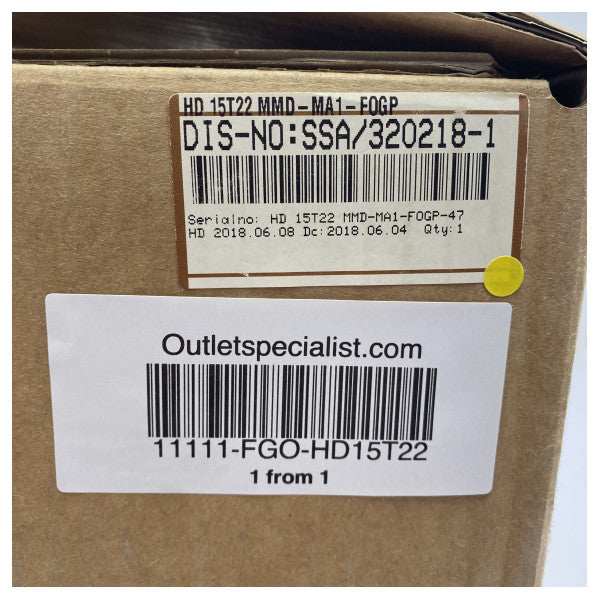 HD 15T22 MMD-MA1-FOGP
DIS-NO:SSA/320218-1
Serialno: HD 15T22 MMD-MA1-FOGP-47
HD 2018.06.08 Dc:2018.06.04 Qty:1
Outletspecialist.com
11111-FGO-HD15T22
1 from 1